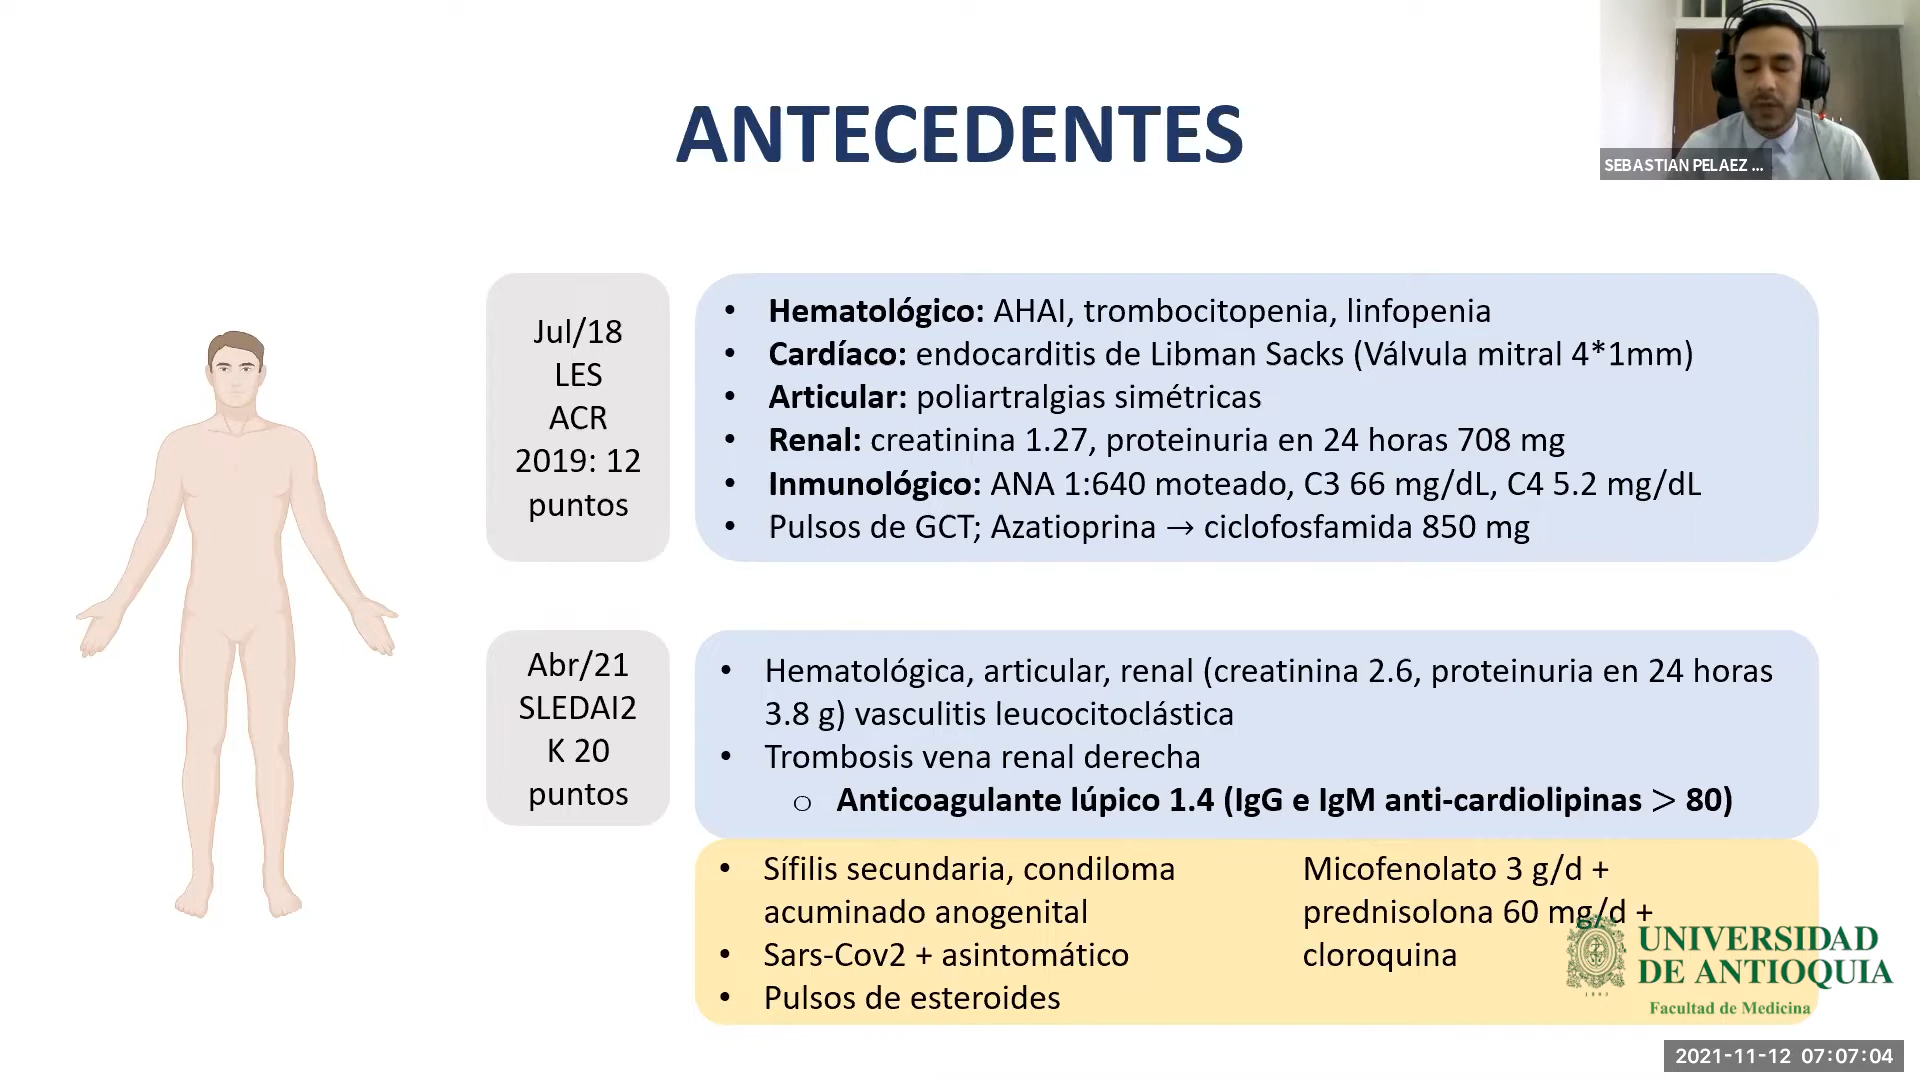 ANTECEDENTES
SEBASTIAN PELAEZ ...
Jul/18
LES
ACR
2019: 12
puntos
• Hematológico: AHAI, trombocitopenia, linfopenia
• Cardíaco: endocarditis de Libman Sacks (Válvula mitral 4*1mm)
• Articular: poliartralgias simétricas
• Renal: creatinina 1.27, proteinuria en 24 horas 708 mg
• Inmunológico: ANA 1:640 moteado, C3 66 mg/dL, C4 5.2 mg/dL
• Pulsos de GCT; Azatioprina → ciclofosfamida 850 mg
Abr/21
SLEDAI2
K 20
puntos
• Hematológica, articular, renal (creatinina 2.6, proteinuria en 24 horas
3.8 g) vasculitis leucocitoclástica
• Trombosis vena renal derecha
o Anticoagulante lúpico 1.4 (IgG e IgM anti-cardiolipinas > 80)
• Sífilis secundaria, condiloma
acuminado anogenital
• Sars-Cov2 + asintomático
• Pulsos de esteroides
Micofenolato 3 g/d +
prednisolona 60 mg/d +
cloroquina
UNIVERSIDAD
DE ANTIOQUIA
1803
Facultad de Medicina
2021-11-12 07:07:04